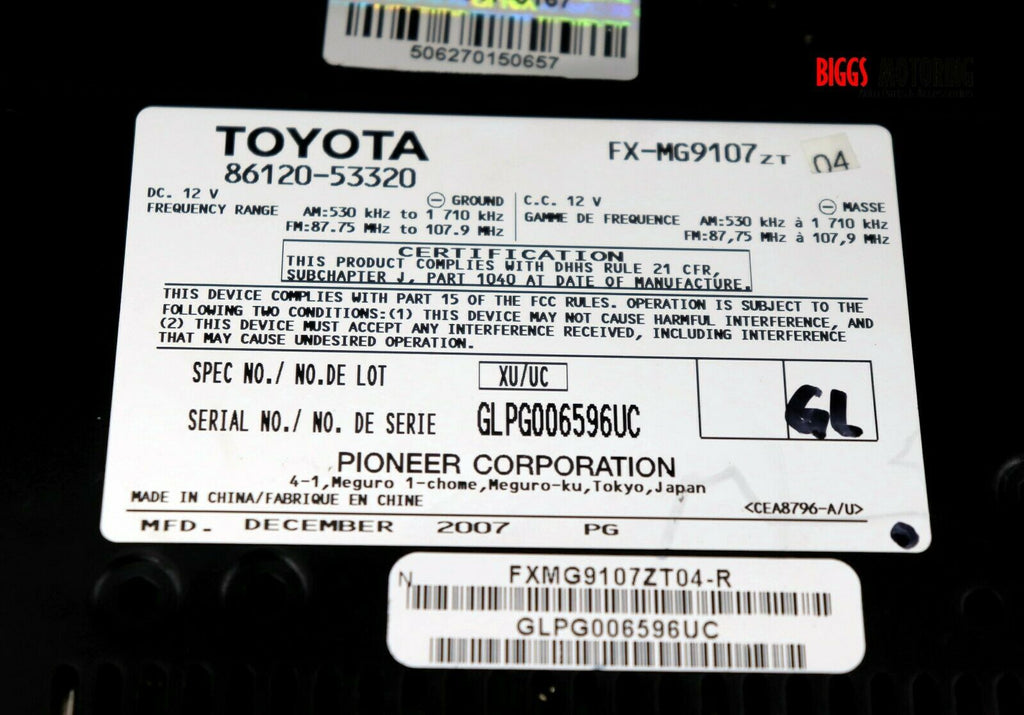 506270150657
BIGGS MOTORING
TOYOTA
86120-53320
FX-MG9107ZT 04
DC. 12 V ⊖ GROUND
FREQUENCY RANGE AM:530 kHz to 1 710 kHz
FM:87.75 MHz to 107.9 MHz
C.C. 12 V ⊖ MASSE
GAMME DE FREQUENCE AM:530 kHz à 1 710 kHz
FM:87,75 MHz à 107,9 MHz
CERTIFICATION
THIS PRODUCT COMPLIES WITH DHHS RULE 21 CFR,
SUBCHAPTER J, PART 1040 AT DATE OF MANUFACTURE.
THIS DEVICE COMPLIES WITH PART 15 OF THE FCC RULES. OPERATION IS SUBJECT TO THE
FOLLOWING TWO CONDITIONS:(1) THIS DEVICE MAY NOT CAUSE HARMFUL INTERFERENCE, AND
(2) THIS DEVICE MUST ACCEPT ANY INTERFERENCE RECEIVED, INCLUDING INTERFERENCE
THAT MAY CAUSE UNDESIRED OPERATION.
SPEC NO./ NO.DE LOT XU/UC
GL
SERIAL NO./ NO. DE SERIE GLPG006596UC
PIONEER CORPORATION
4-1,Meguro 1-chome,Meguro-ku,Tokyo,Japan
MADE IN CHINA/FABRIQUE EN CHINE <CEA8796-A/U>
MFD. DECEMBER 2007 PG
N FXMG9107ZT04-R
GLPG006596UC